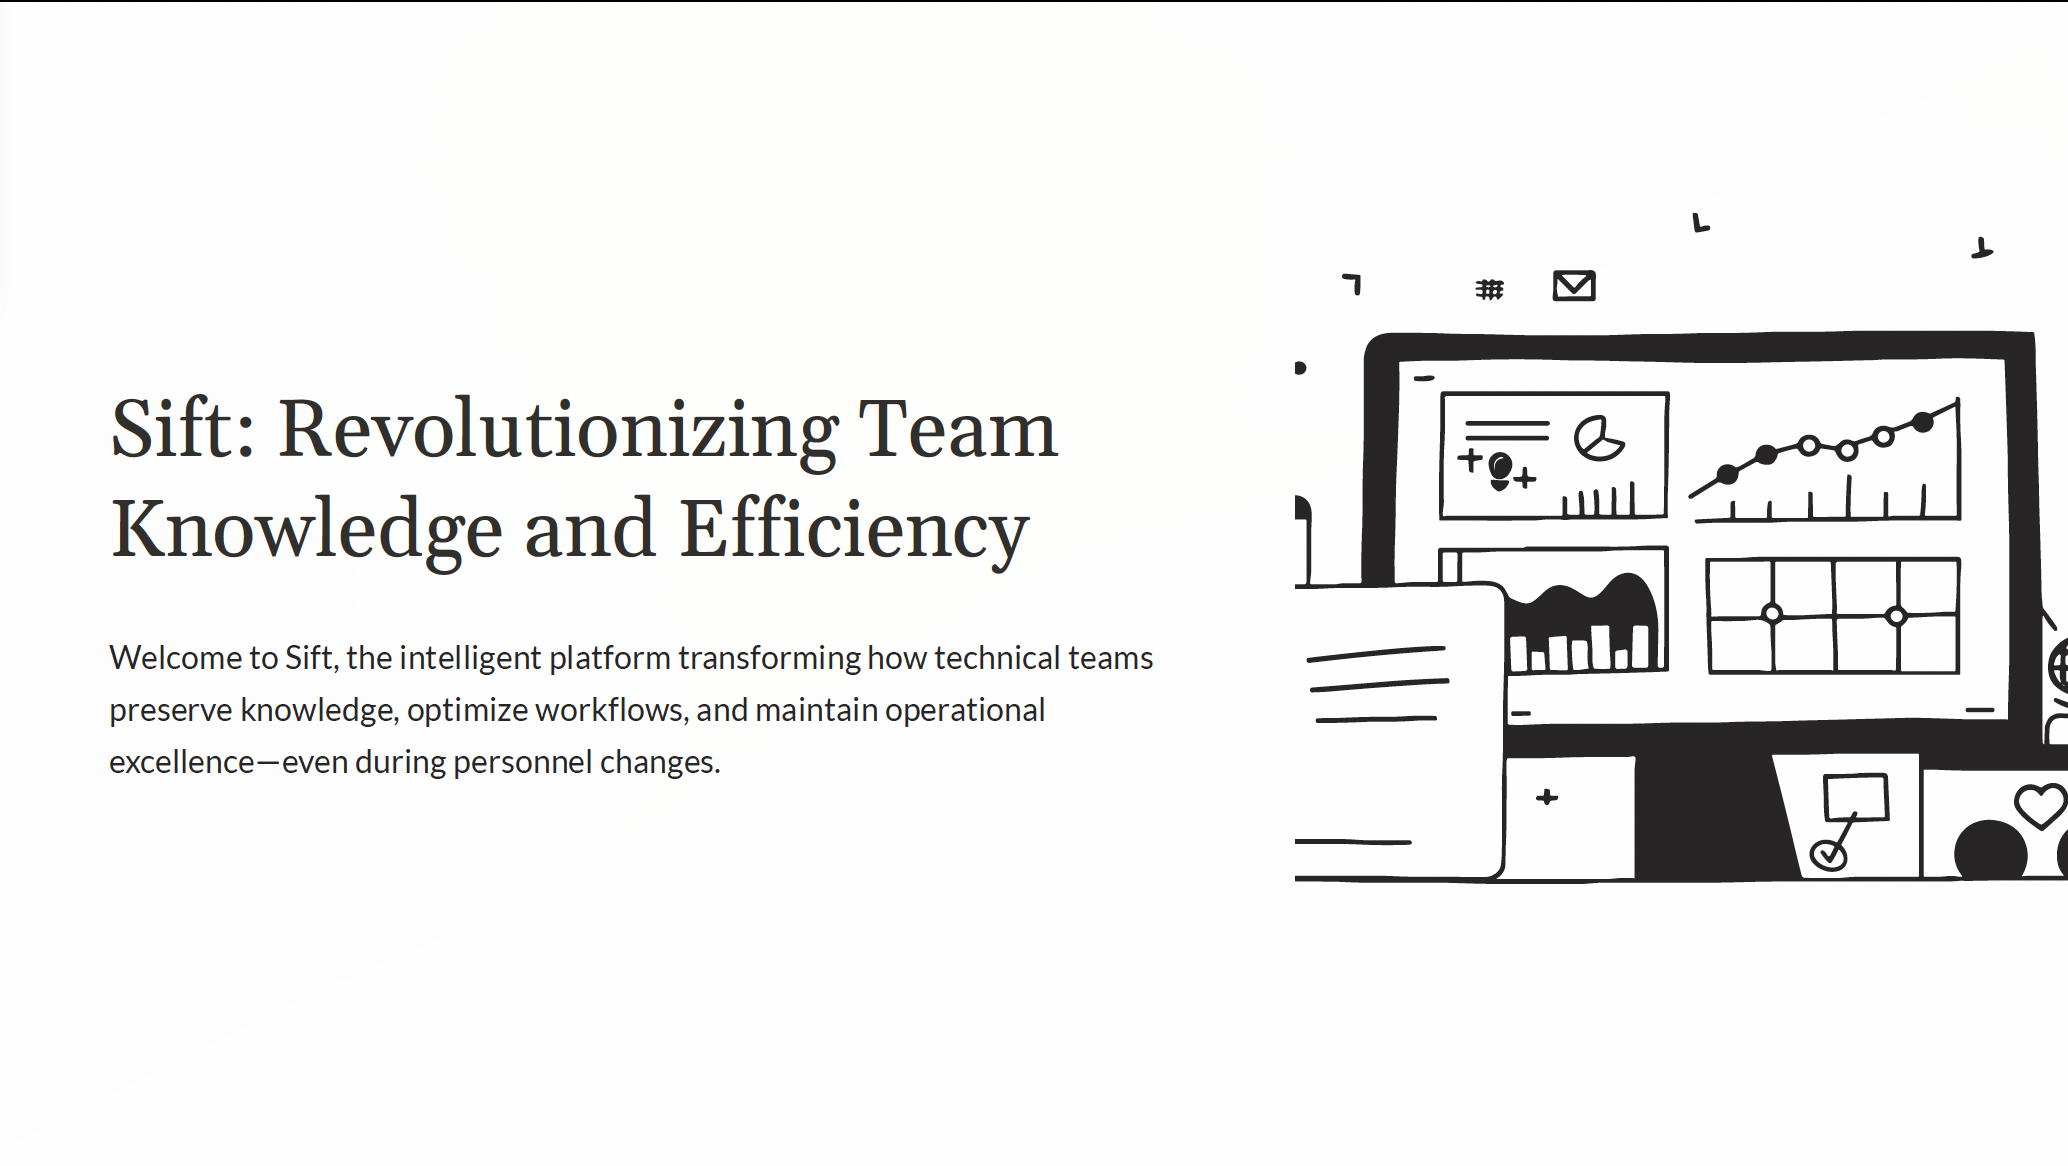 Sift: Revolutionizing Team
Knowledge and Efficiency
Welcome to Sift, the intelligent platform transforming how technical teams
preserve knowledge, optimize workflows, and maintain operational
excellence—even during personnel changes.